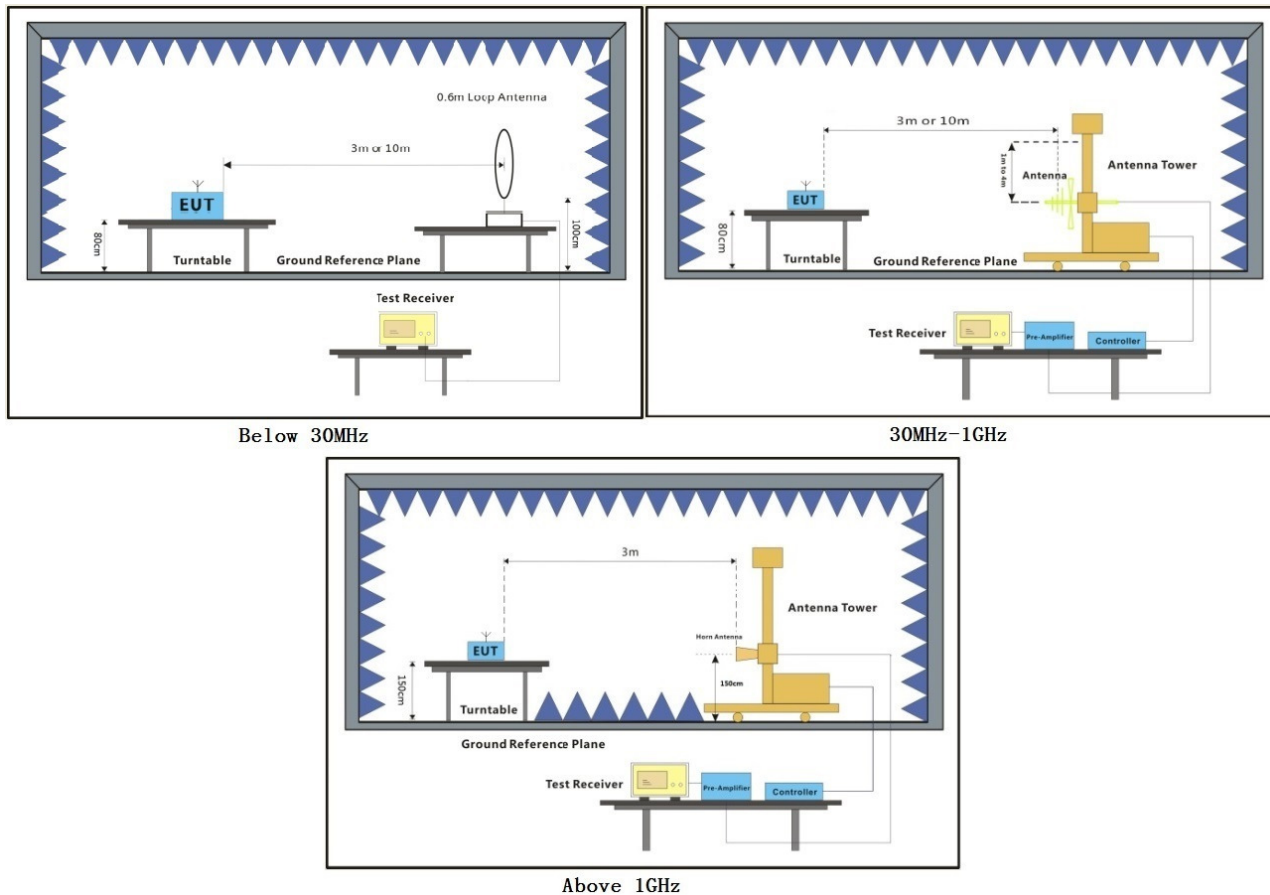 0.6m Loop Antenna
3m or 10m
EUT
80cm
100cm
Turntable
Ground Reference Plane
Test Receiver
Below 30MHz
3m or 10m
1m to 4m
Antenna Tower
Antenna
EUT
80cm
Turntable
Ground Reference Plane
Test Receiver
Pre-Amplifier
Controller
30MHz-1GHz
3m
Antenna Tower
Horn Antenna
EUT
150cm
150cm
Turntable
Ground Reference Plane
Test Receiver
Pre-Amplifier
Controller
Above 1GHz